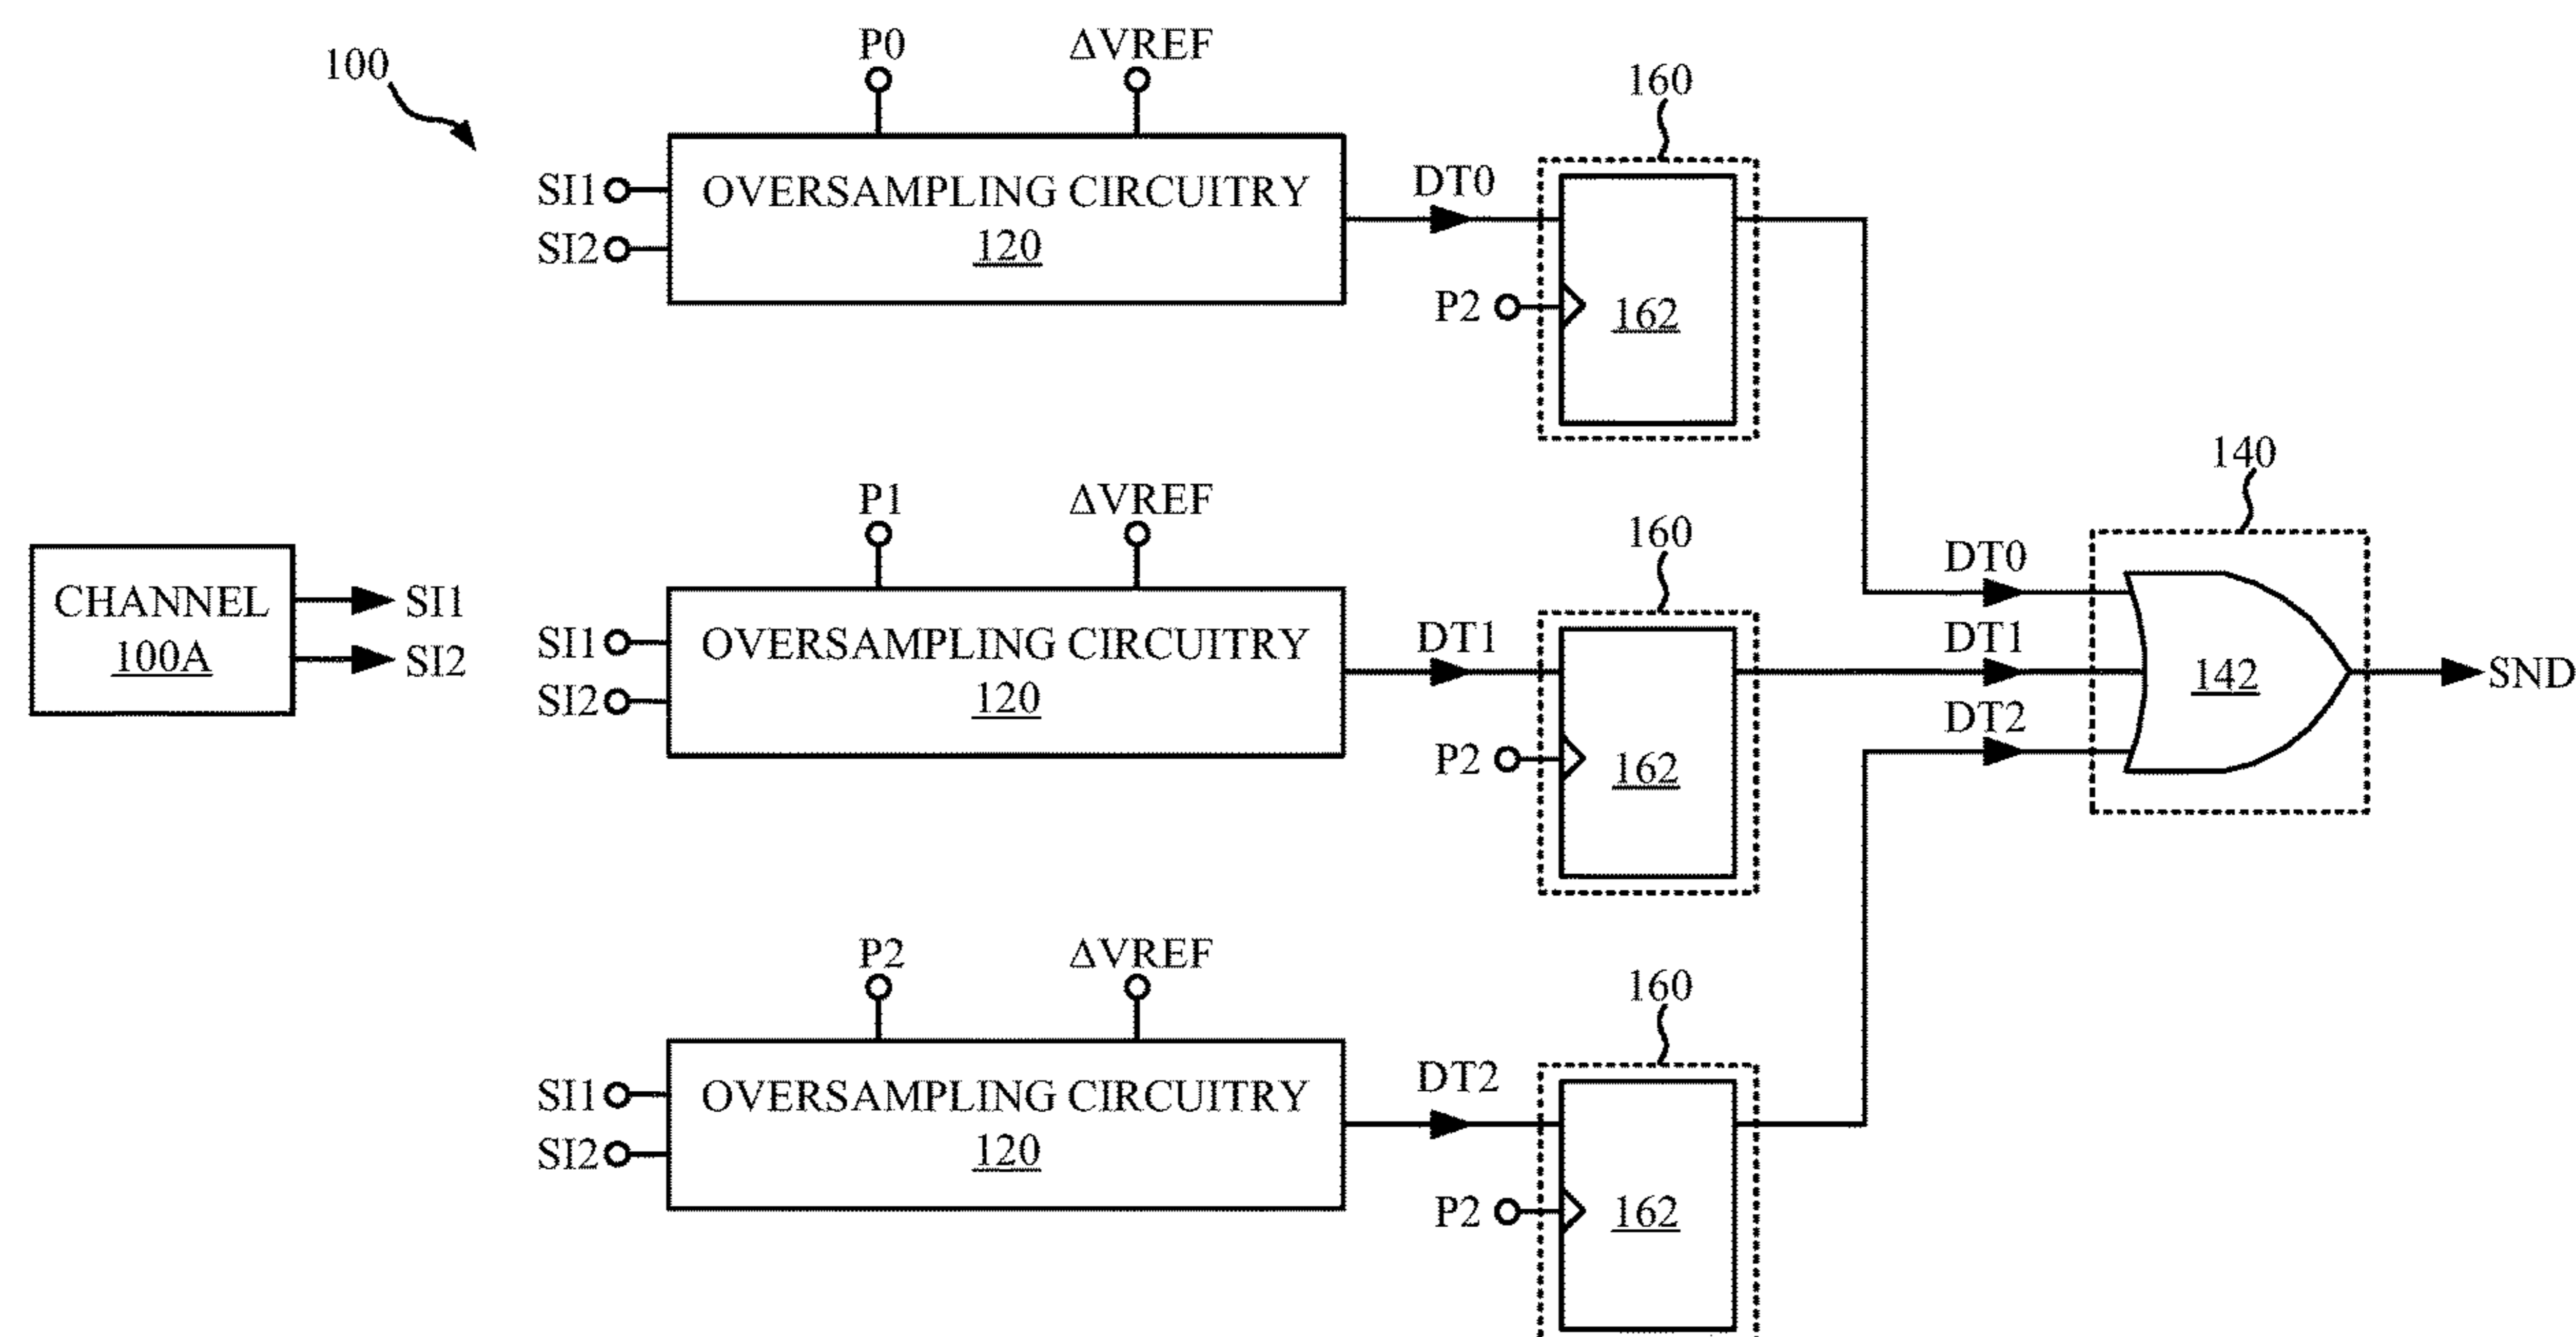 100
P0
ΔVREF
160
SI1
SI2
OVERSAMPLING CIRCUITRY
120
DT0
P2
162
P1
ΔVREF
160
140
CHANNEL
100A
SI1
SI2
SI1
SI2
OVERSAMPLING CIRCUITRY
120
DT1
P2
162
DT0
DT1
DT2
142
SND
P2
ΔVREF
160
SI1
SI2
OVERSAMPLING CIRCUITRY
120
DT2
P2
162